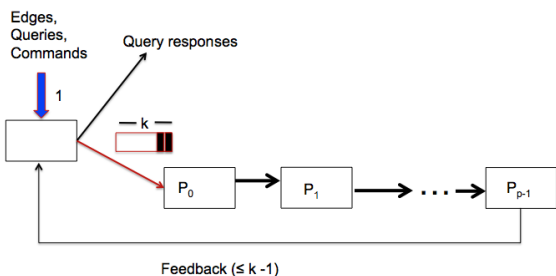 Edges,
Queries,
Commands
Query responses
1
k
P0
P1
...
Pp-1
Feedback (≤ k -1)